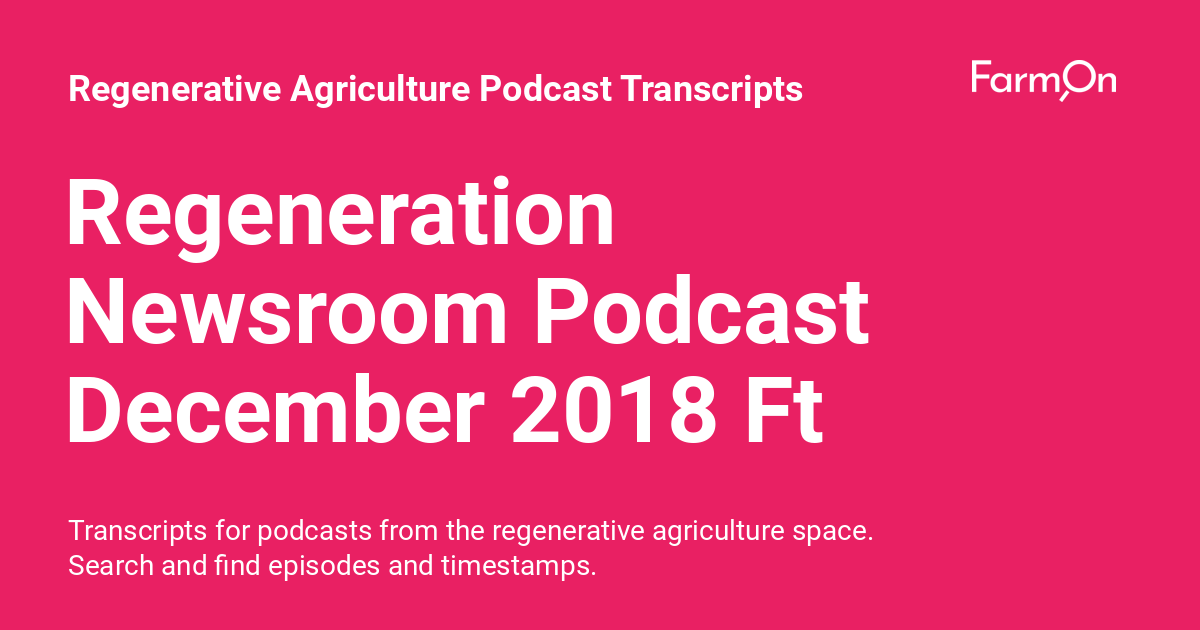 Regenerative Agriculture Podcast Transcripts
FarmOn
Regeneration
Newsroom Podcast
December 2018 Ft
Transcripts for podcasts from the regenerative agriculture space.
Search and find episodes and timestamps.